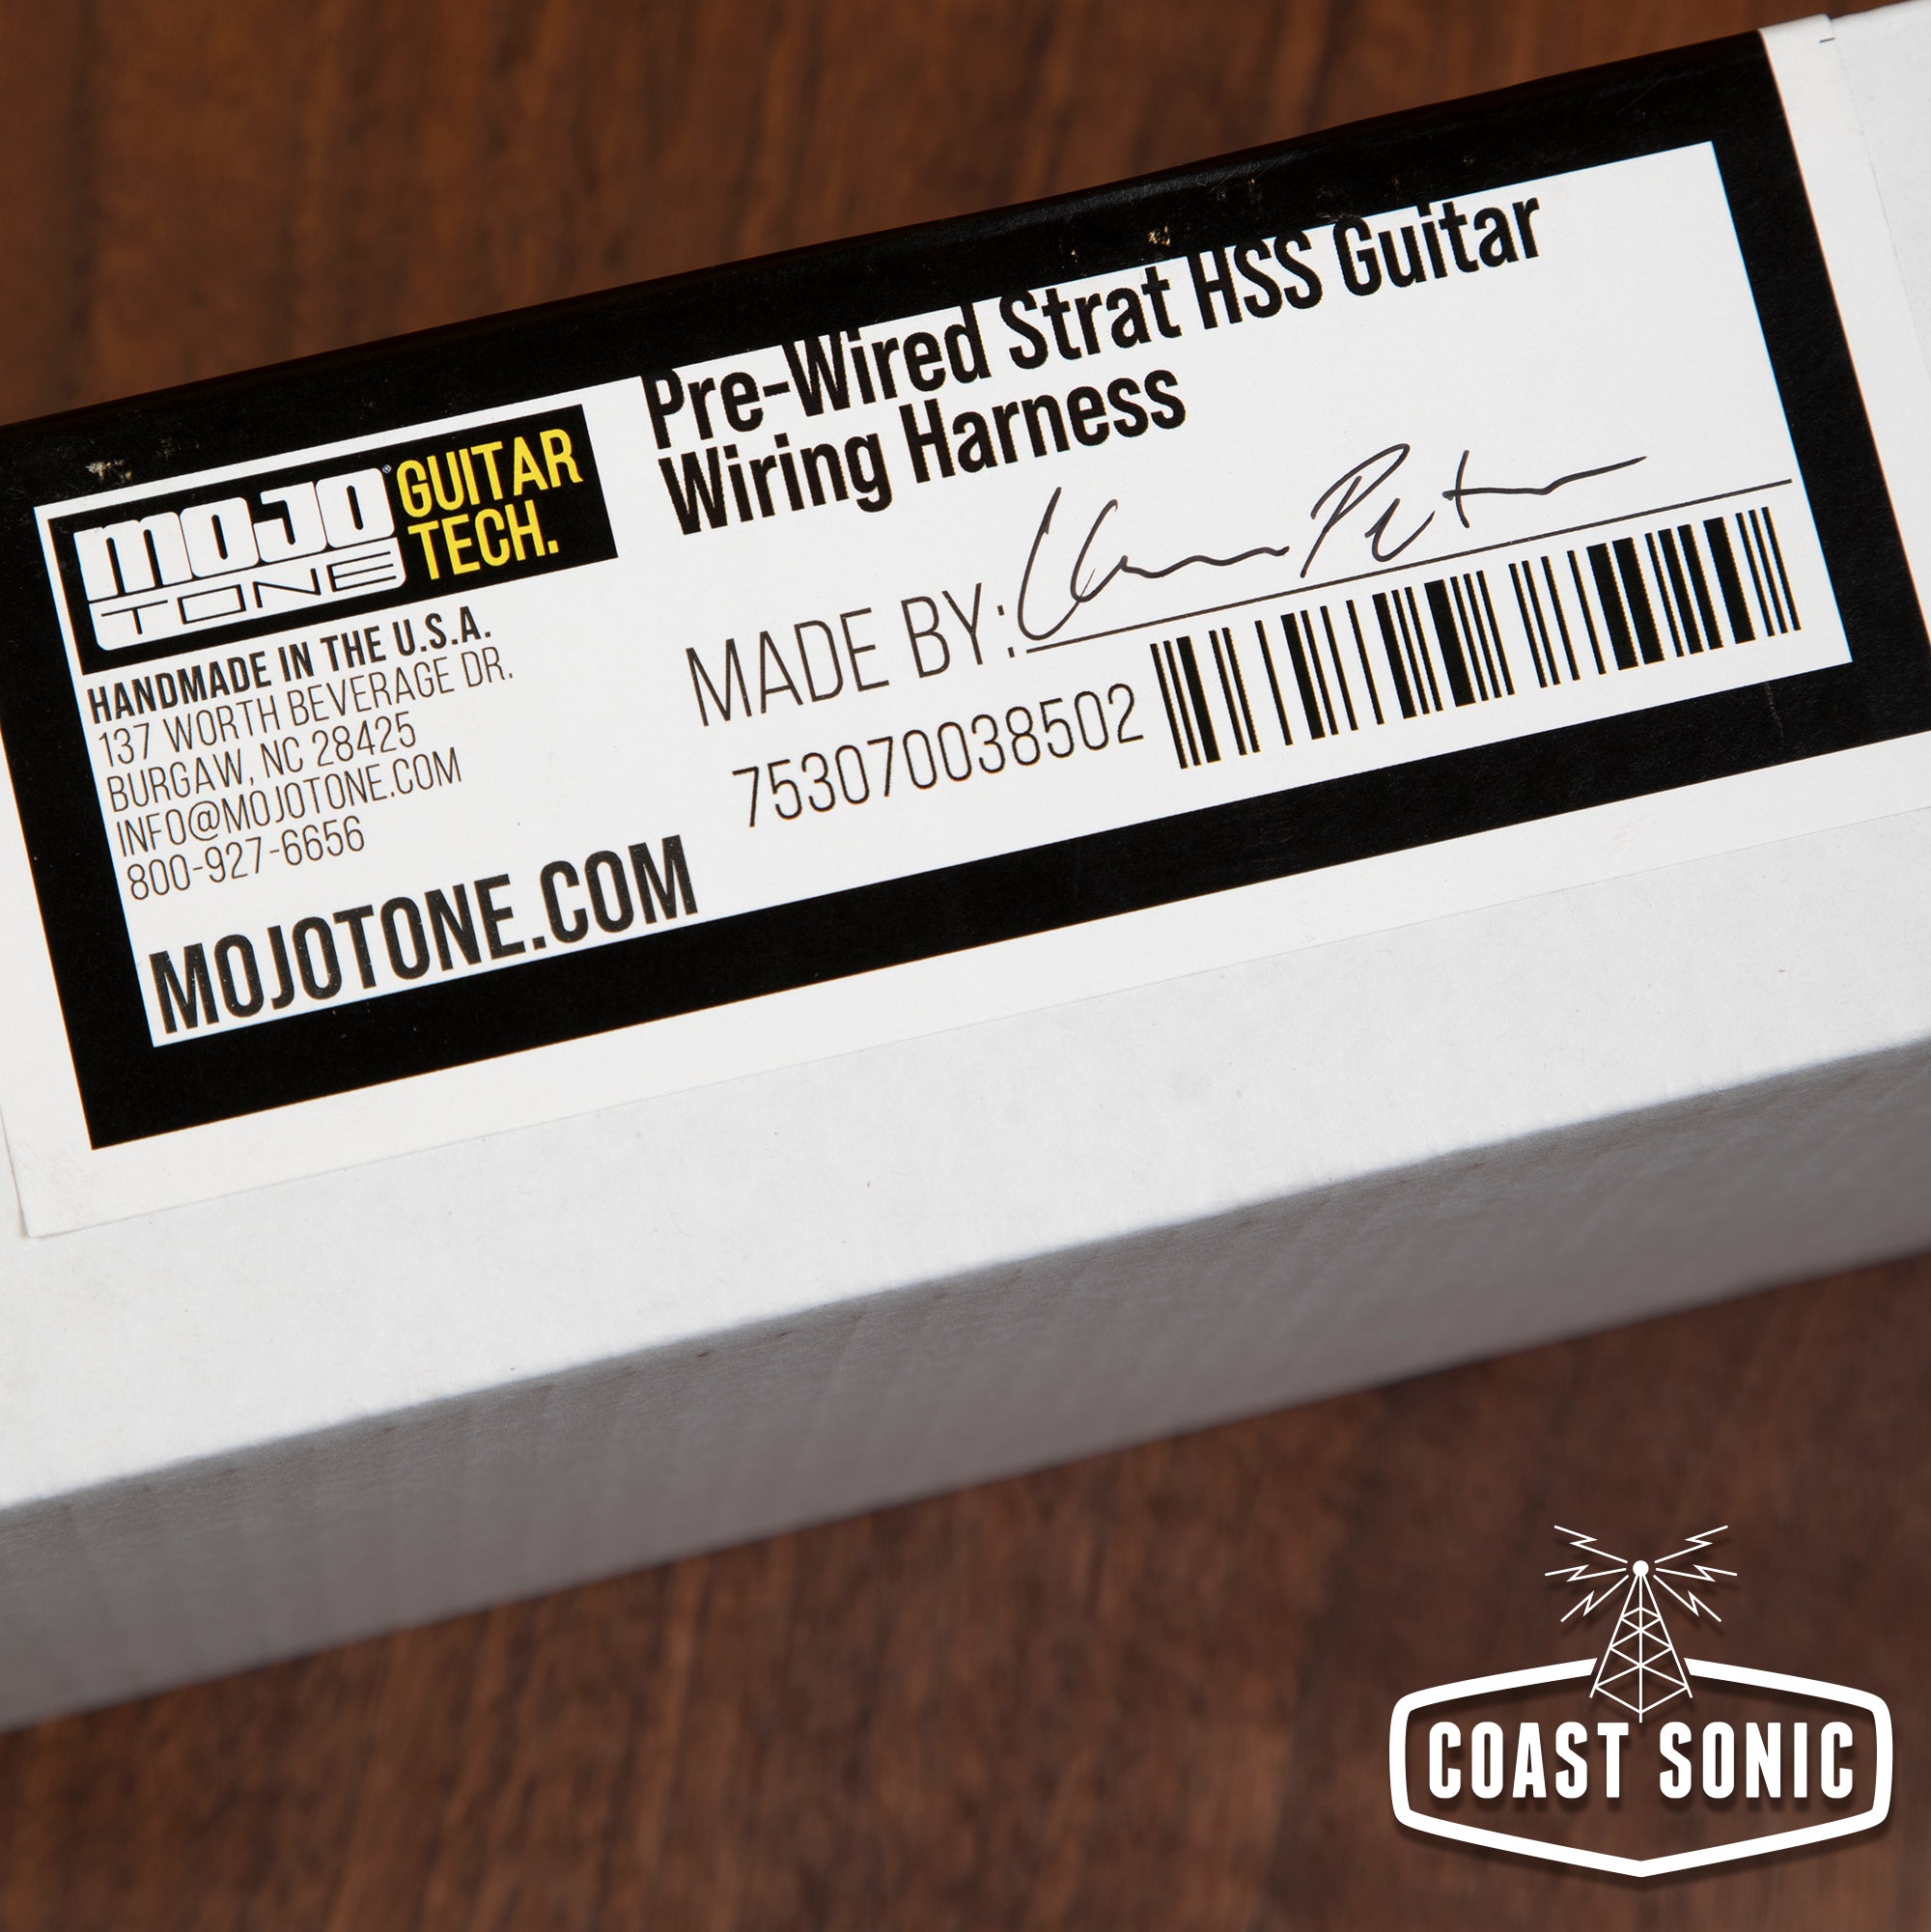 Pre-Wired Strat HSS Guitar
Wiring Harness
MOJO
TONE
GUITAR
TECH.
HANDMADE IN THE U.S.A.
137 WORTH BEVERAGE DR.
BURGAW, NC 28425
INFO@MOJOTONE.COM
800-927-6656
MOJOTONE.COM
MADE BY:
753070038502
COAST SONIC